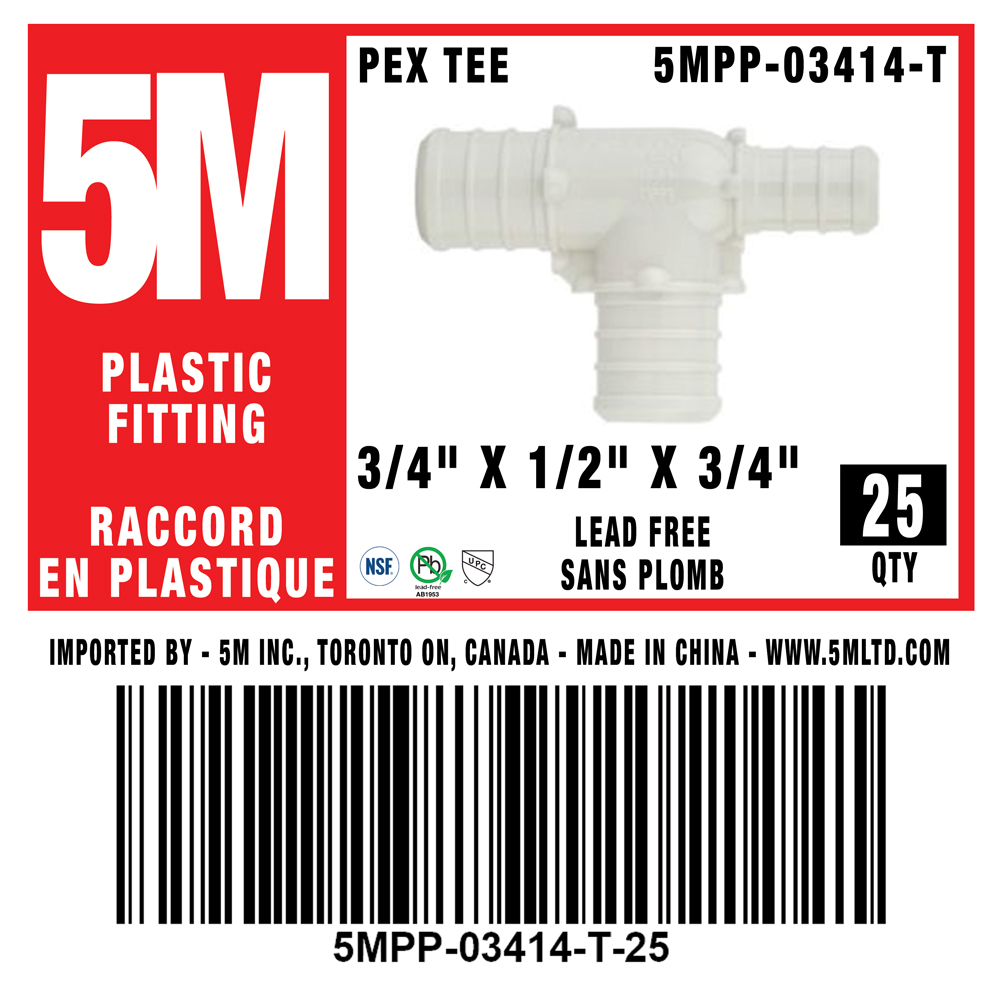 5M
PLASTIC
FITTING
RACCORD
EN PLASTIQUE
PEX TEE 5MPP-03414-T
3/4" X 1/2" X 3/4"
LEAD FREE
SANS PLOMB
25
QTY
NSF
Pb
lead-free
AB1953
UPC
C ®
IMPORTED BY - 5M INC., TORONTO ON, CANADA - MADE IN CHINA - WWW.5MLTD.COM
5MPP-03414-T-25